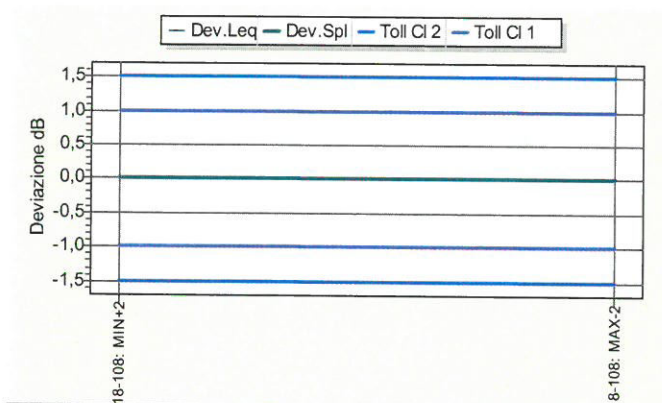 Dev.Leq Dev.Spl Toll Cl 2 Toll Cl 1
Deviazione dB
1,5
1,0
0,5
0,0
-0,5
-1,0
-1,5
18-108: MIN+2
8-108: MAX-2